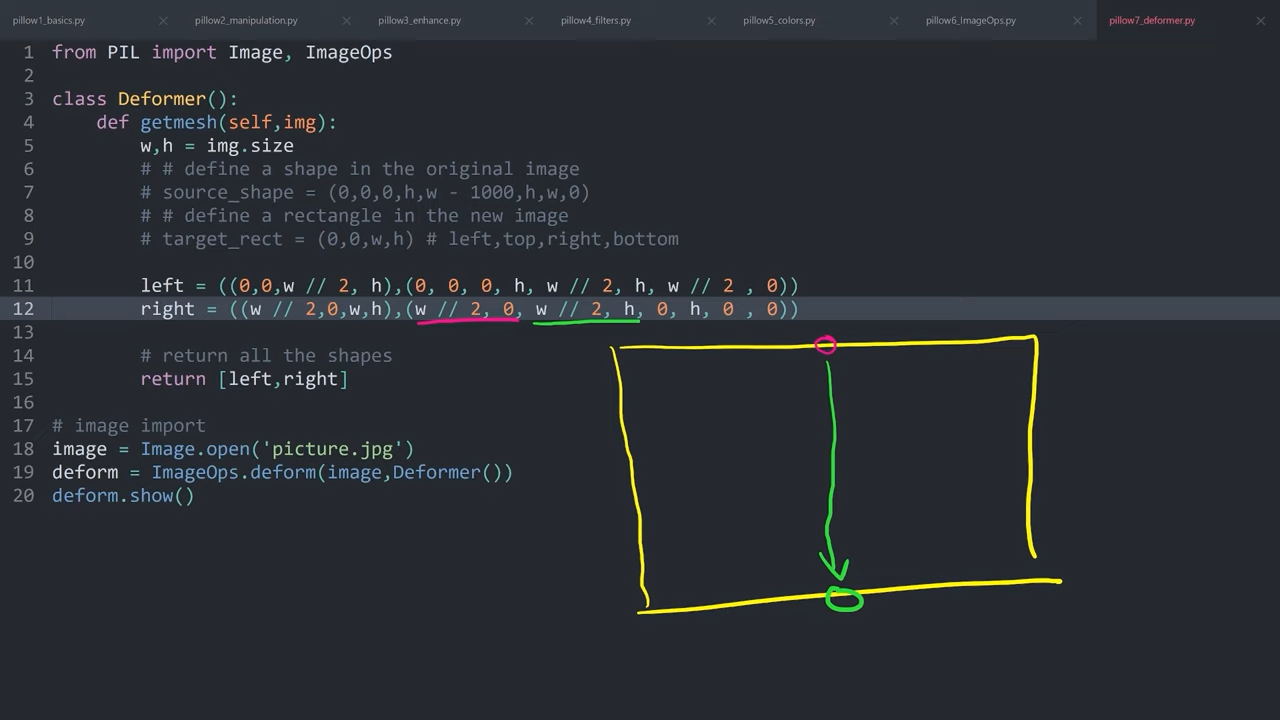 pillow1_basics.py × pillow2_manipulation.py × pillow3_enhance.py × pillow4_filters.py × pillow5_colors.py × pillow6_ImageOps.py × pillow7_deformer.py ×
1 from PIL import Image, ImageOps
2
3 class Deformer():
4     def getmesh(self,img):
5         w,h = img.size
6         # # define a shape in the original image
7         # source_shape = (0,0,0,h,w - 1000,h,w,0)
8         # # define a rectangle in the new image
9         # target_rect = (0,0,w,h) # left,top,right,bottom
10
11         left = ((0,0,w // 2, h),(0, 0, 0, h, w // 2, h, w // 2 , 0))
12         right = ((w // 2,0,w,h),(w // 2, 0, w // 2, h, 0, h, 0 , 0))
13
14         # return all the shapes
15         return [left,right]
16
17 # image import
18 image = Image.open('picture.jpg')
19 deform = ImageOps.deform(image,Deformer())
20 deform.show()